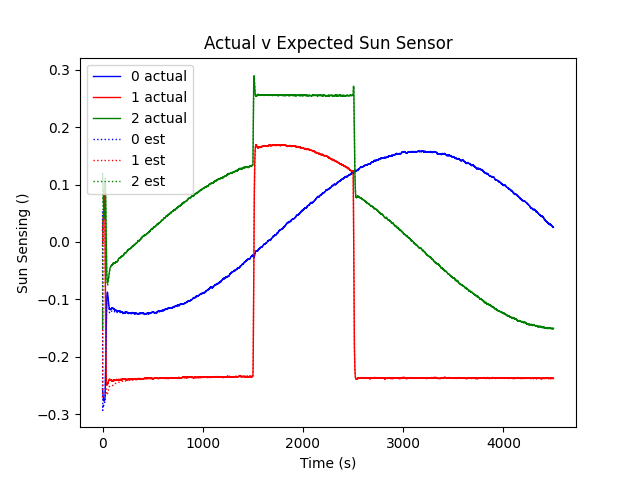 Actual v Expected Sun Sensor
0.3
0.2
0.1
0.0
−0.1
−0.2
−0.3
Sun Sensing ()
0 actual
1 actual
2 actual
0 est
1 est
2 est
0
1000
2000
3000
4000
Time (s)